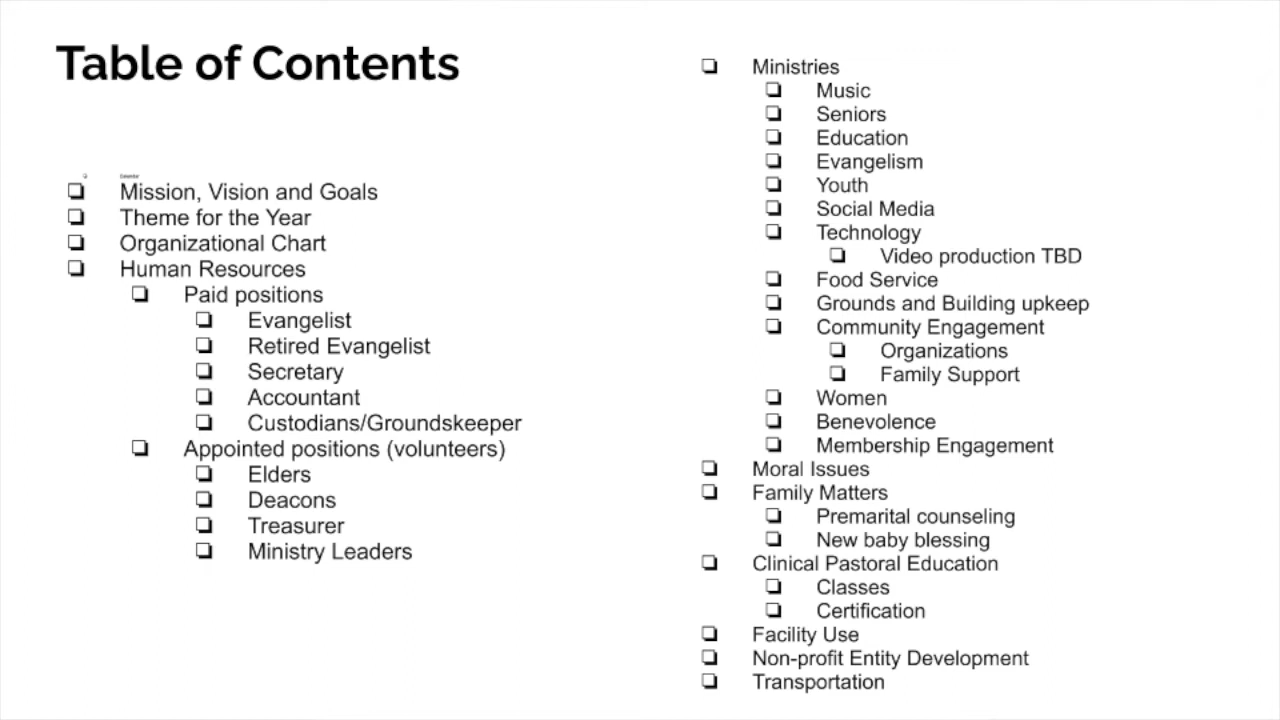 Table of Contents
Calendar
Mission, Vision and Goals
Theme for the Year
Organizational Chart
Human Resources
Paid positions
Evangelist
Retired Evangelist
Secretary
Accountant
Custodians/Groundskeeper
Appointed positions (volunteers)
Elders
Deacons
Treasurer
Ministry Leaders
Ministries
Music
Seniors
Education
Evangelism
Youth
Social Media
Technology
Video production TBD
Food Service
Grounds and Building upkeep
Community Engagement
Organizations
Family Support
Women
Benevolence
Membership Engagement
Moral Issues
Family Matters
Premarital counseling
New baby blessing
Clinical Pastoral Education
Classes
Certification
Facility Use
Non-profit Entity Development
Transportation